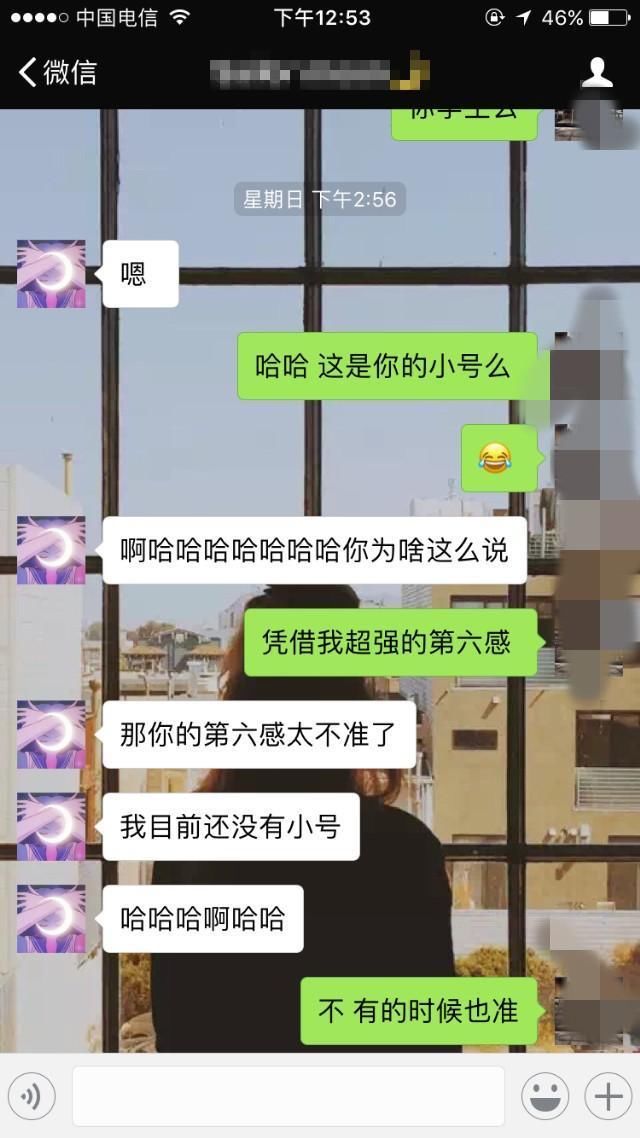 中国电信 下午12:53 46%
微信
星期日 下午2:56
嗯
哈哈 这是你的小号么
😂
啊哈哈哈哈哈哈哈你为啥这么说
凭借我超强的第六感
那你的第六感太不准了
我目前还没有小号
哈哈哈啊哈哈
不 有的时候也准